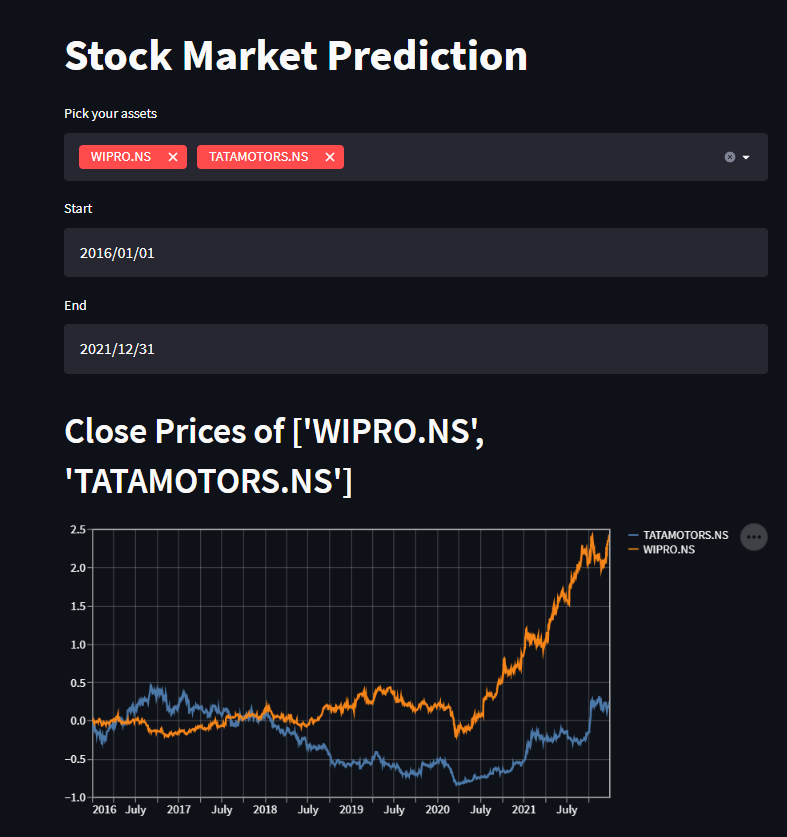 Stock Market Prediction
Pick your assets
WIPRO.NS
TATAMOTORS.NS
Start
2016/01/01
End
2021/12/31
Close Prices of ['WIPRO.NS',
'TATAMOTORS.NS']
2.5
2.0
1.5
1.0
0.5
0.0
−0.5
−1.0
2016 July 2017 July 2018 July 2019 July 2020 July 2021 July
TATAMOTORS.NS
WIPRO.NS